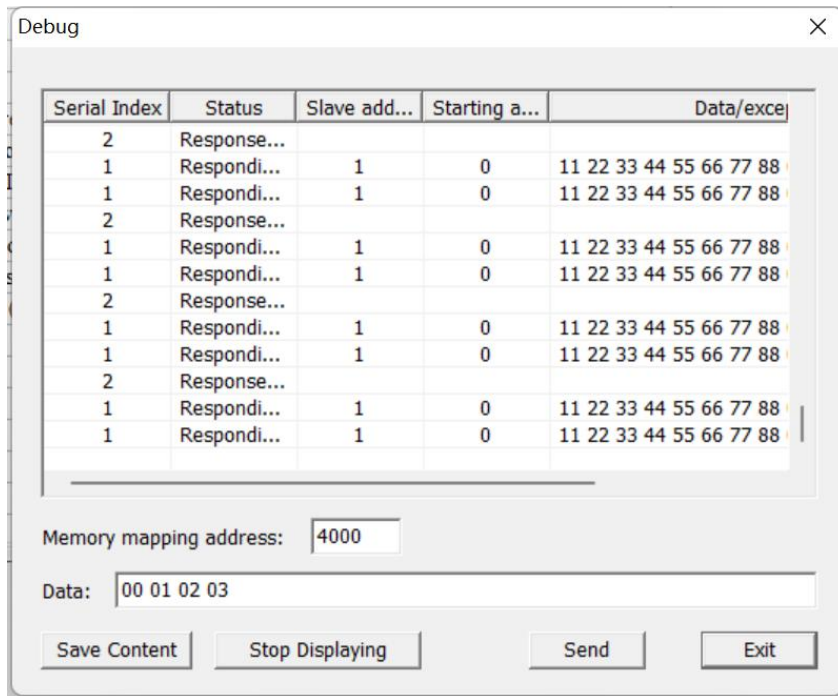 Debug
Serial Index Status Slave add... Starting a... Data/excep
2 Response...
1 Respondi... 1 0 11 22 33 44 55 66 77 88
1 Respondi... 1 0 11 22 33 44 55 66 77 88
2 Response...
1 Respondi... 1 0 11 22 33 44 55 66 77 88
1 Respondi... 1 0 11 22 33 44 55 66 77 88
2 Response...
1 Respondi... 1 0 11 22 33 44 55 66 77 88
1 Respondi... 1 0 11 22 33 44 55 66 77 88
2 Response...
1 Respondi... 1 0 11 22 33 44 55 66 77 88
1 Respondi... 1 0 11 22 33 44 55 66 77 88
Memory mapping address: 4000
Data: 00 01 02 03
Save Content Stop Displaying Send Exit